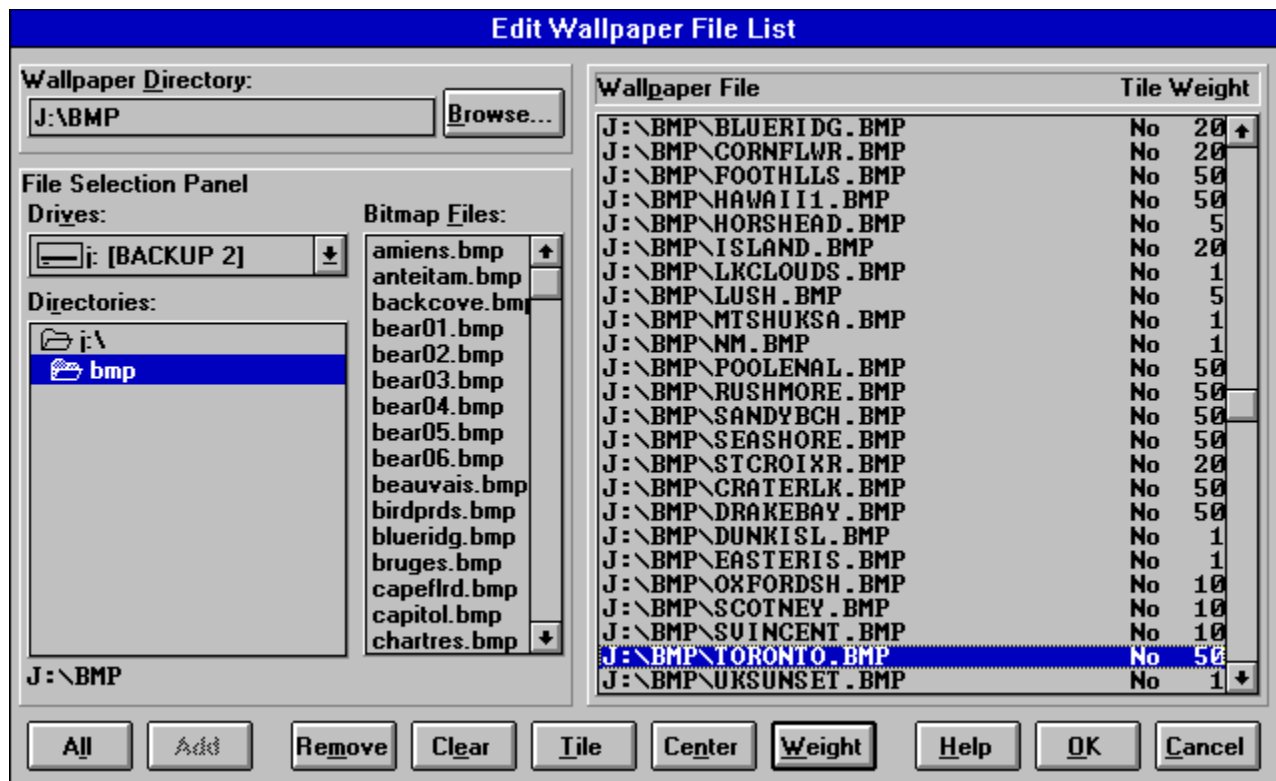 Edit Wallpaper File List
Wallpaper Directory:
J:\BMP
Browse...
File Selection Panel
Drives:
j: [BACKUP 2]
Directories:
j:\
bmp
J:\BMP
Bitmap Files:
amiens.bmp
anteitam.bmp
backcove.bmp
bear01.bmp
bear02.bmp
bear03.bmp
bear04.bmp
bear05.bmp
bear06.bmp
beauvais.bmp
birdprds.bmp
blueridg.bmp
bruges.bmp
capeflrd.bmp
capitol.bmp
chartres.bmp
Wallpaper File Tile Weight
J:\BMP\BLUERIDG.BMP No 20
J:\BMP\CORNFLWR.BMP No 20
J:\BMP\FOOTHLLS.BMP No 50
J:\BMP\HAWAII1.BMP No 50
J:\BMP\HORSHEAD.BMP No 5
J:\BMP\ISLAND.BMP No 20
J:\BMP\LKCLOUDS.BMP No 1
J:\BMP\LUSH.BMP No 5
J:\BMP\MTSHUKSA.BMP No 1
J:\BMP\NM.BMP No 1
J:\BMP\POOLENAL.BMP No 50
J:\BMP\RUSHMORE.BMP No 50
J:\BMP\SANDYBCH.BMP No 50
J:\BMP\SEASHORE.BMP No 50
J:\BMP\STCROIXR.BMP No 20
J:\BMP\CRATERLK.BMP No 50
J:\BMP\DRAKEBAY.BMP No 50
J:\BMP\DUNKISL.BMP No 1
J:\BMP\EASTERIS.BMP No 1
J:\BMP\OXFORDSH.BMP No 10
J:\BMP\SCOTNEY.BMP No 10
J:\BMP\SVINCENT.BMP No 10
J:\BMP\TORONTO.BMP No 50
J:\BMP\UKSUNSET.BMP No 1
All Add Remove Clear Tile Center Weight Help OK Cancel